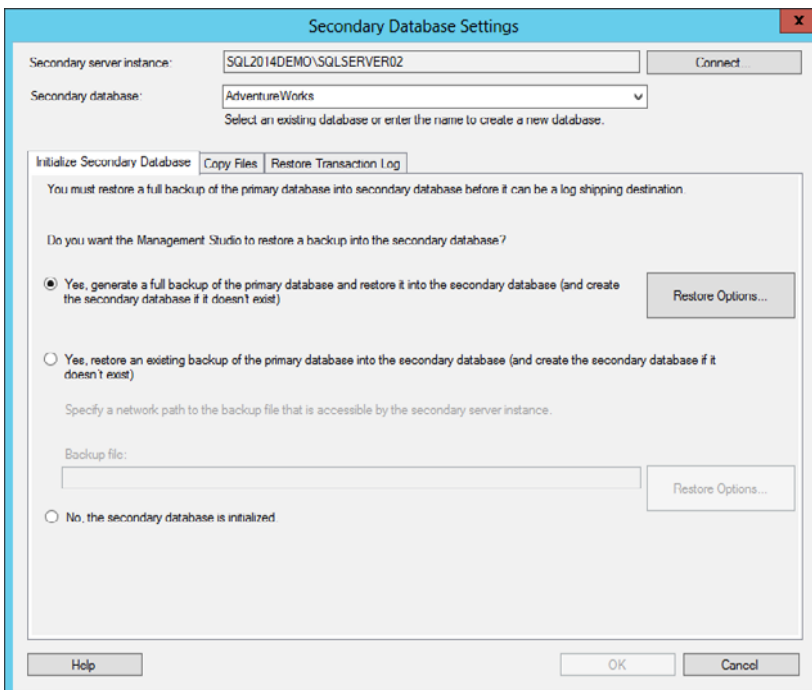 Secondary Database Settings
x
Secondary server instance: SQL2014DEMO\SQLSERVER02 Connect...
Secondary database: AdventureWorks
Select an existing database or enter the name to create a new database.
Initialize Secondary Database Copy Files Restore Transaction Log
You must restore a full backup of the primary database into secondary database before it can be a log shipping destination.
Do you want the Management Studio to restore a backup into the secondary database?
Yes, generate a full backup of the primary database and restore it into the secondary database (and create
the secondary database if it doesn't exist)
Restore Options...
Yes, restore an existing backup of the primary database into the secondary database (and create the secondary database if it
doesn't exist)
Specify a network path to the backup file that is accessible by the secondary server instance.
Backup file:
Restore Options...
No, the secondary database is initialized.
Help OK Cancel